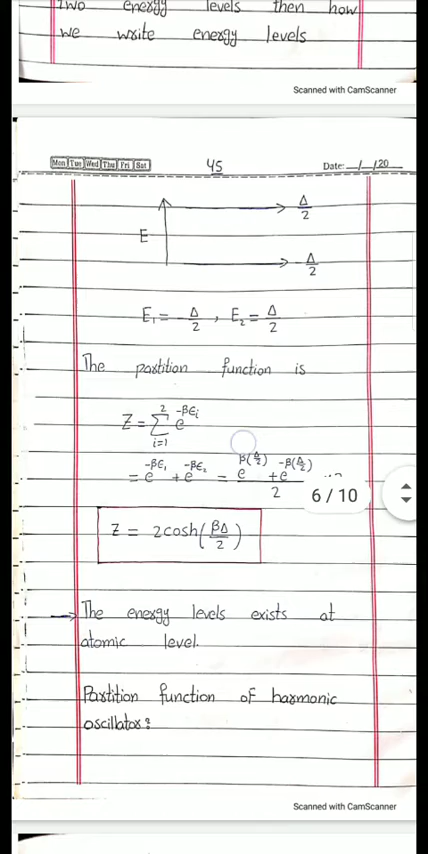 Two energy levels then how
we write energy levels
Scanned with CamScanner
Mon Tue Wed Thu Fri Sat 45 Date: __/__/20__
Δ/2
E
-Δ/2
E₁ = -Δ/2 , E₂ = Δ/2
The partition function is
Z = Σ_{i=1}^{2} e^{-βEᵢ}
= e^{-βE₁} + e^{-βE₂} = e^{β(Δ/2)} + e^{-β(Δ/2)}
2
6 / 10
Z = 2cosh(βΔ/2)
→ The energy levels exists at
atomic level.
Partition function of harmonic
oscillator?
Scanned with CamScanner